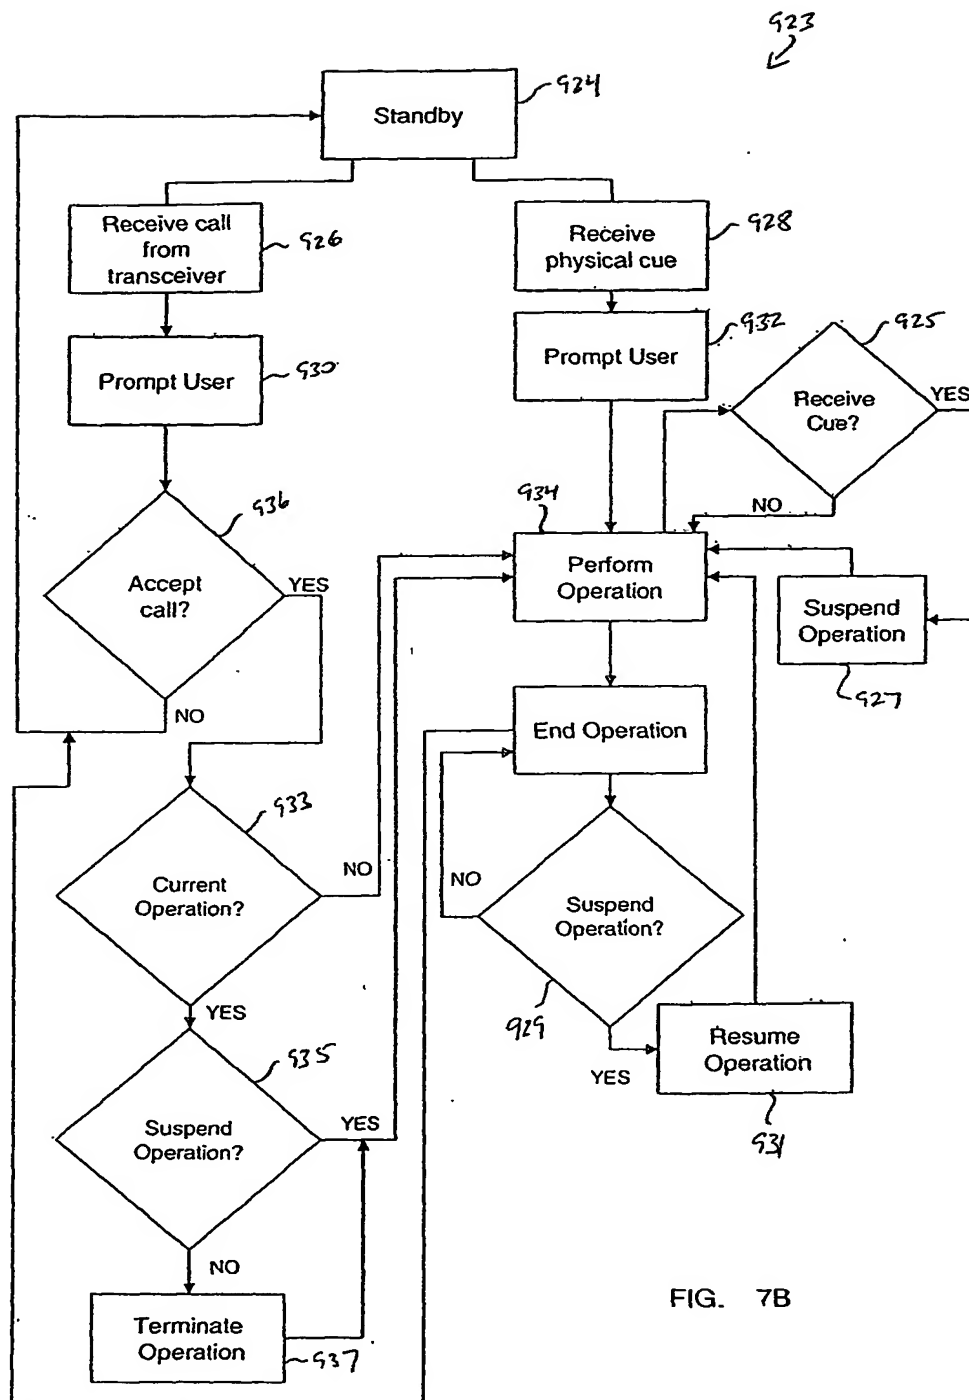 923
Standby
924
Receive call
from
transceiver
926
Receive
physical cue
928
Prompt User
930
Prompt User
932
Receive
Cue?
925
YES
NO
Accept
call?
936
YES
NO
Perform
Operation
934
Suspend
Operation
927
End Operation
Current
Operation?
933
NO
YES
Suspend
Operation?
929
NO
YES
Resume
Operation
931
Suspend
Operation?
935
YES
NO
Terminate
Operation
937
FIG. 7B